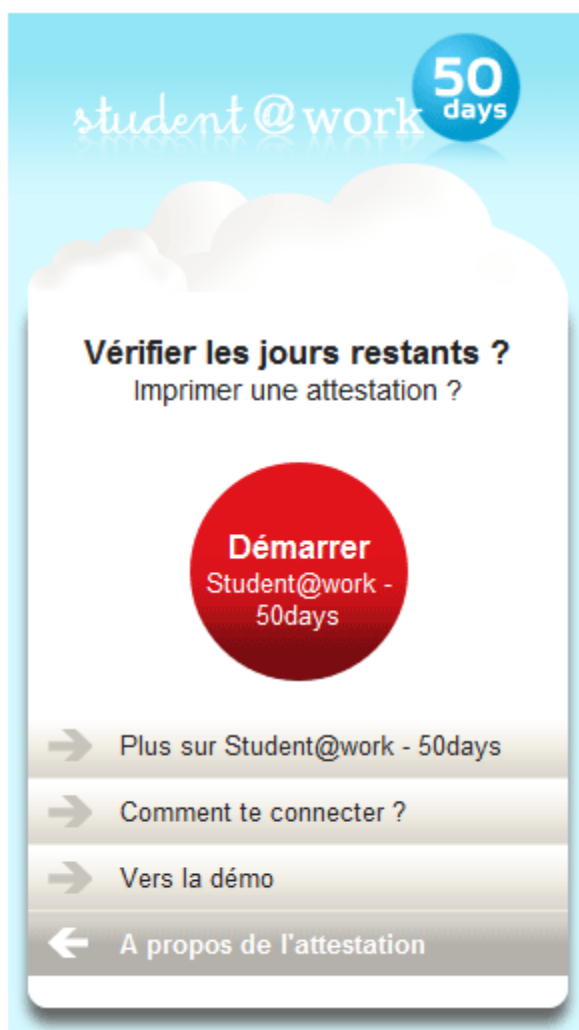 student@work
50
days
Vérifier les jours restants ?
Imprimer une attestation ?
Démarrer
Student@work -
50days
Plus sur Student@work - 50days
Comment te connecter ?
Vers la démo
A propos de l'attestation